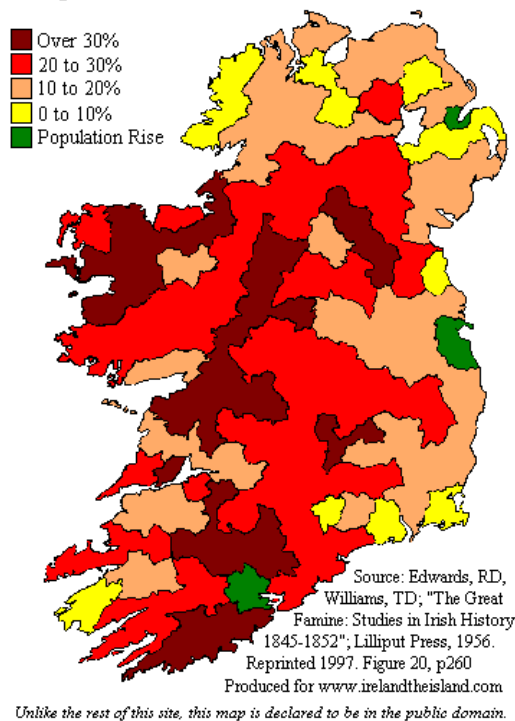 Over 30%
20 to 30%
10 to 20%
0 to 10%
Population Rise
Source: Edwards, RD,
Williams, TD; "The Great
Famine: Studies in Irish History
1845-1852"; Lilliput Press, 1956.
Reprinted 1997. Figure 20, p260
Produced for www.irelandtheisland.com
Unlike the rest of this site, this map is declared to be in the public domain.